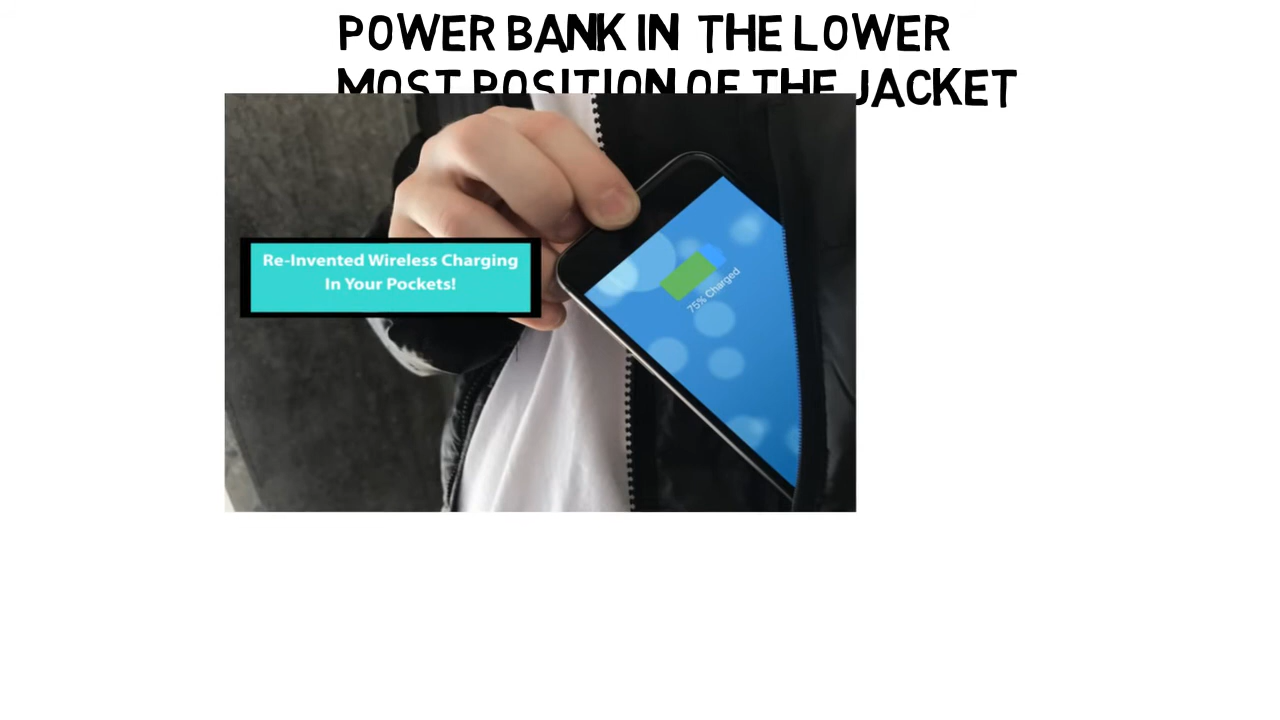 POWER BANK IN THE LOWER
MOST POSITION OF THE JACKET
Re-Invented Wireless Charging
In Your Pockets!
75% Charged